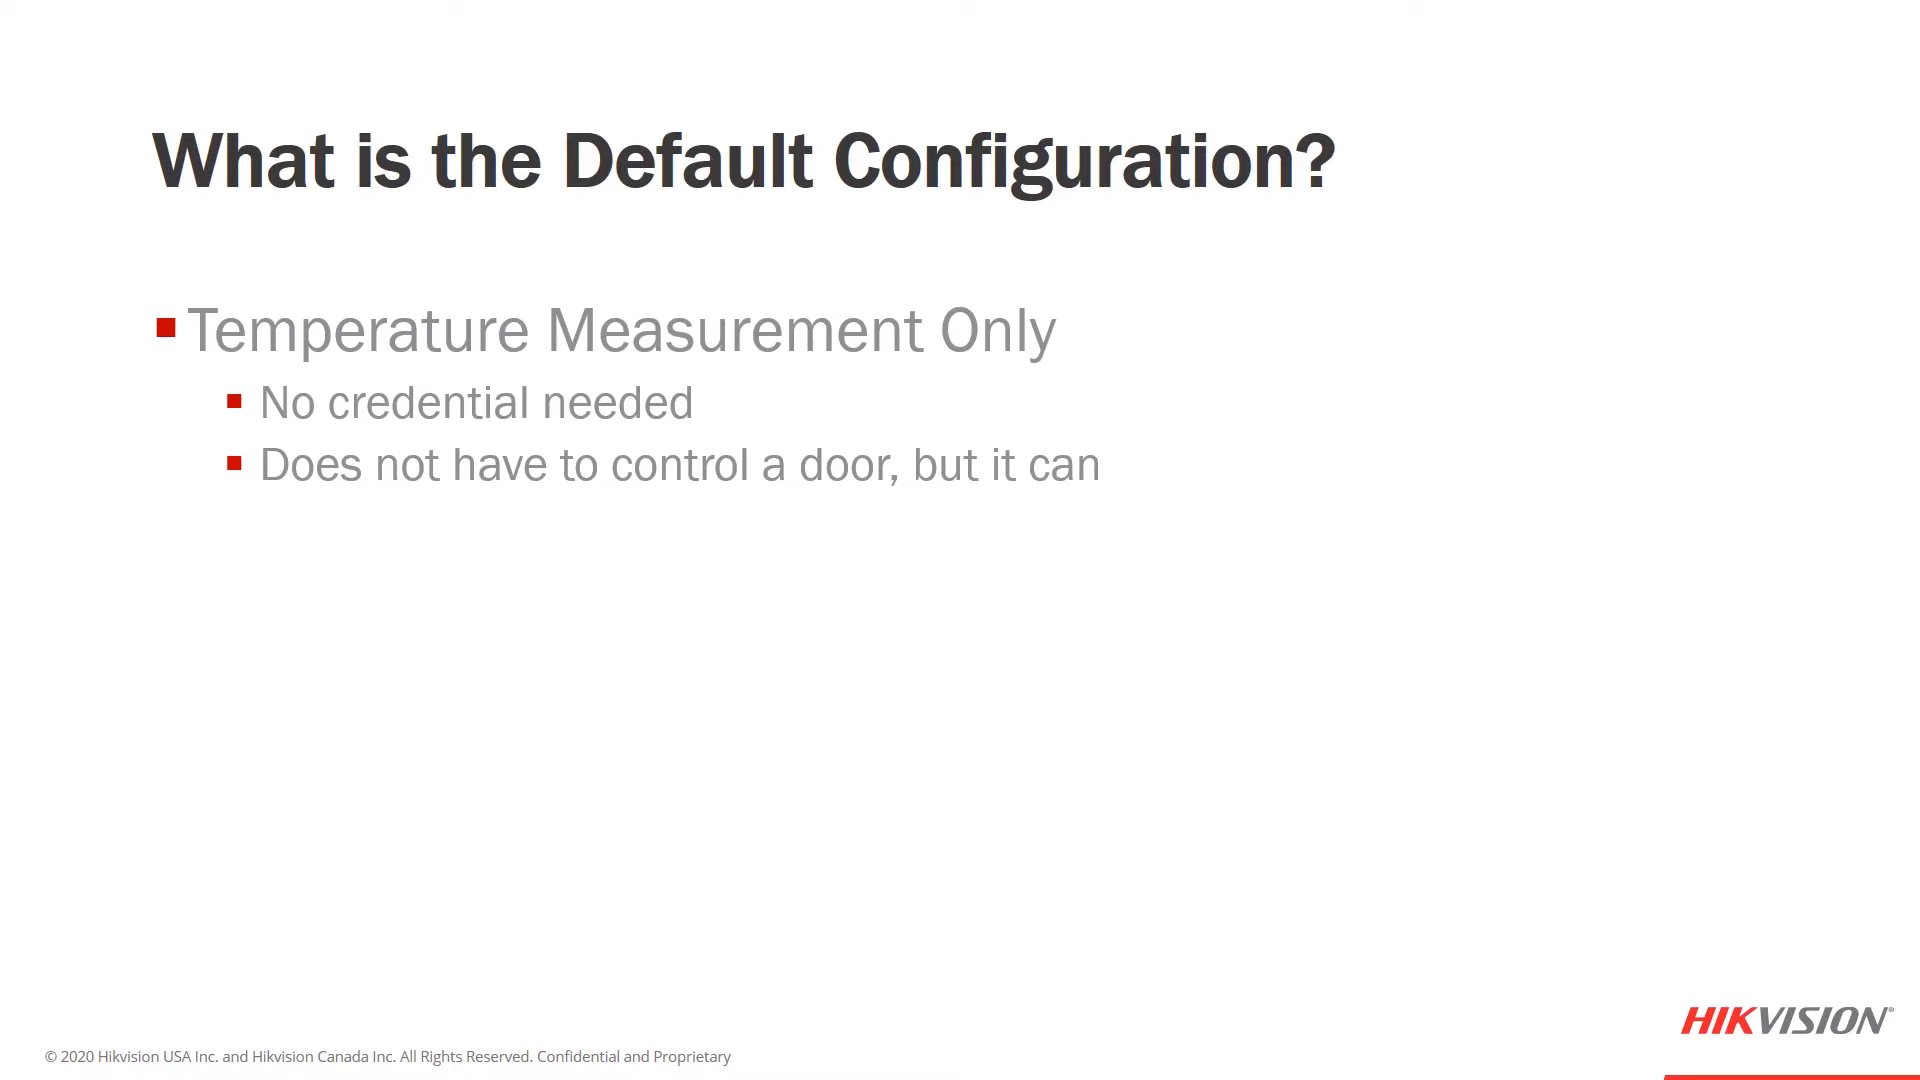 What is the Default Configuration?
Temperature Measurement Only
No credential needed
Does not have to control a door, but it can
HIKVISION®
© 2020 Hikvision USA Inc. and Hikvision Canada Inc. All Rights Reserved. Confidential and Proprietary